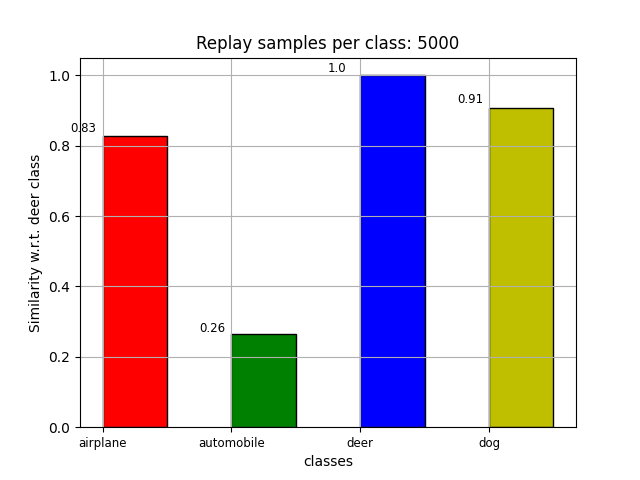 Replay samples per class: 5000
Similarity w.r.t. deer class
1.0
0.8
0.6
0.4
0.2
0.0
0.83
0.26
1.0
0.91
airplane
automobile
deer
dog
classes